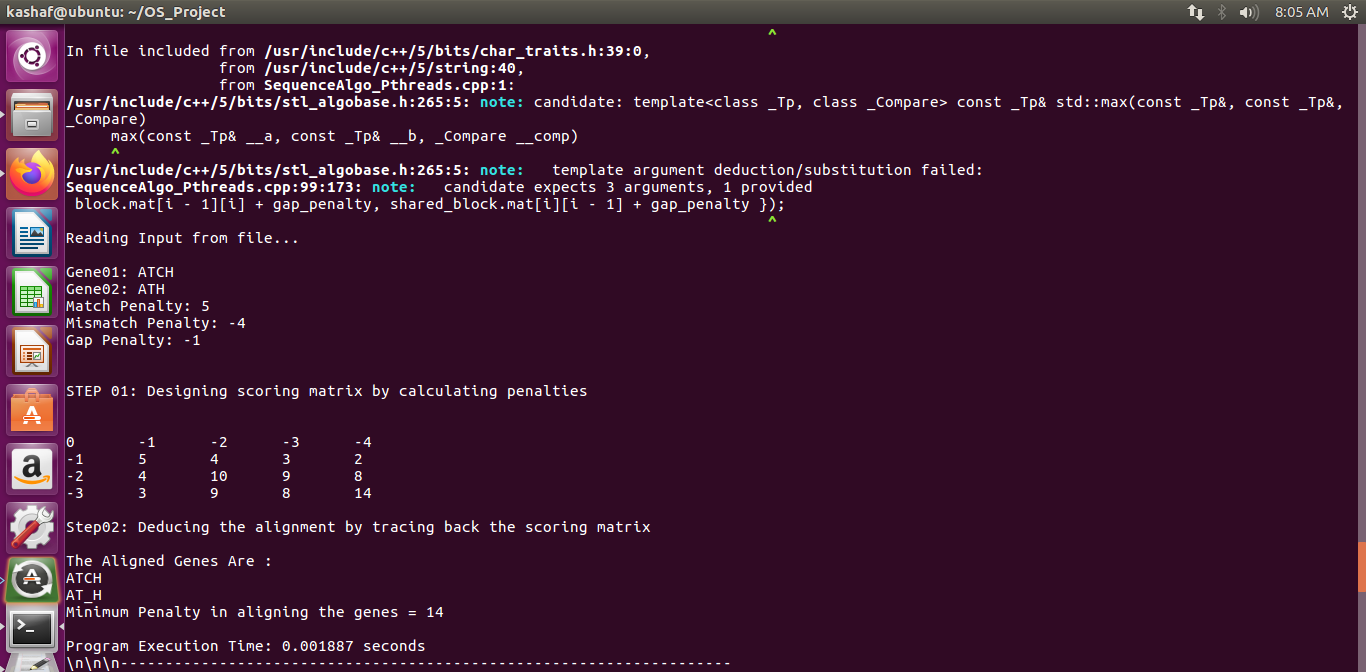 kashaf@ubuntu: ~/OS_Project
8:05 AM
^
In file included from /usr/include/c++/5/bits/char_traits.h:39:0,
                 from /usr/include/c++/5/string:40,
                 from SequenceAlgo_Pthreads.cpp:1:
/usr/include/c++/5/bits/stl_algobase.h:265:5: note: candidate: template<class _Tp, class _Compare> const _Tp& std::max(const _Tp&, const _Tp&,
_Compare)
     max(const _Tp& __a, const _Tp& __b, _Compare __comp)
     ^
/usr/include/c++/5/bits/stl_algobase.h:265:5: note:   template argument deduction/substitution failed:
SequenceAlgo_Pthreads.cpp:99:173: note:   candidate expects 3 arguments, 1 provided
 block.mat[i - 1][i] + gap_penalty, shared_block.mat[i][i - 1] + gap_penalty });
^
Reading Input from file...
Gene01: ATCH
Gene02: ATH
Match Penalty: 5
Mismatch Penalty: -4
Gap Penalty: -1
STEP 01: Designing scoring matrix by calculating penalties
0       -1      -2      -3      -4
-1      5       4       3       2
-2      4       10      9       8
-3      3       9       8       14
Step02: Deducing the alignment by tracing back the scoring matrix
The Aligned Genes Are :
ATCH
AT_H
Minimum Penalty in aligning the genes = 14
Program Execution Time: 0.001887 seconds
\n\n\n--------------------------------------------------------------------